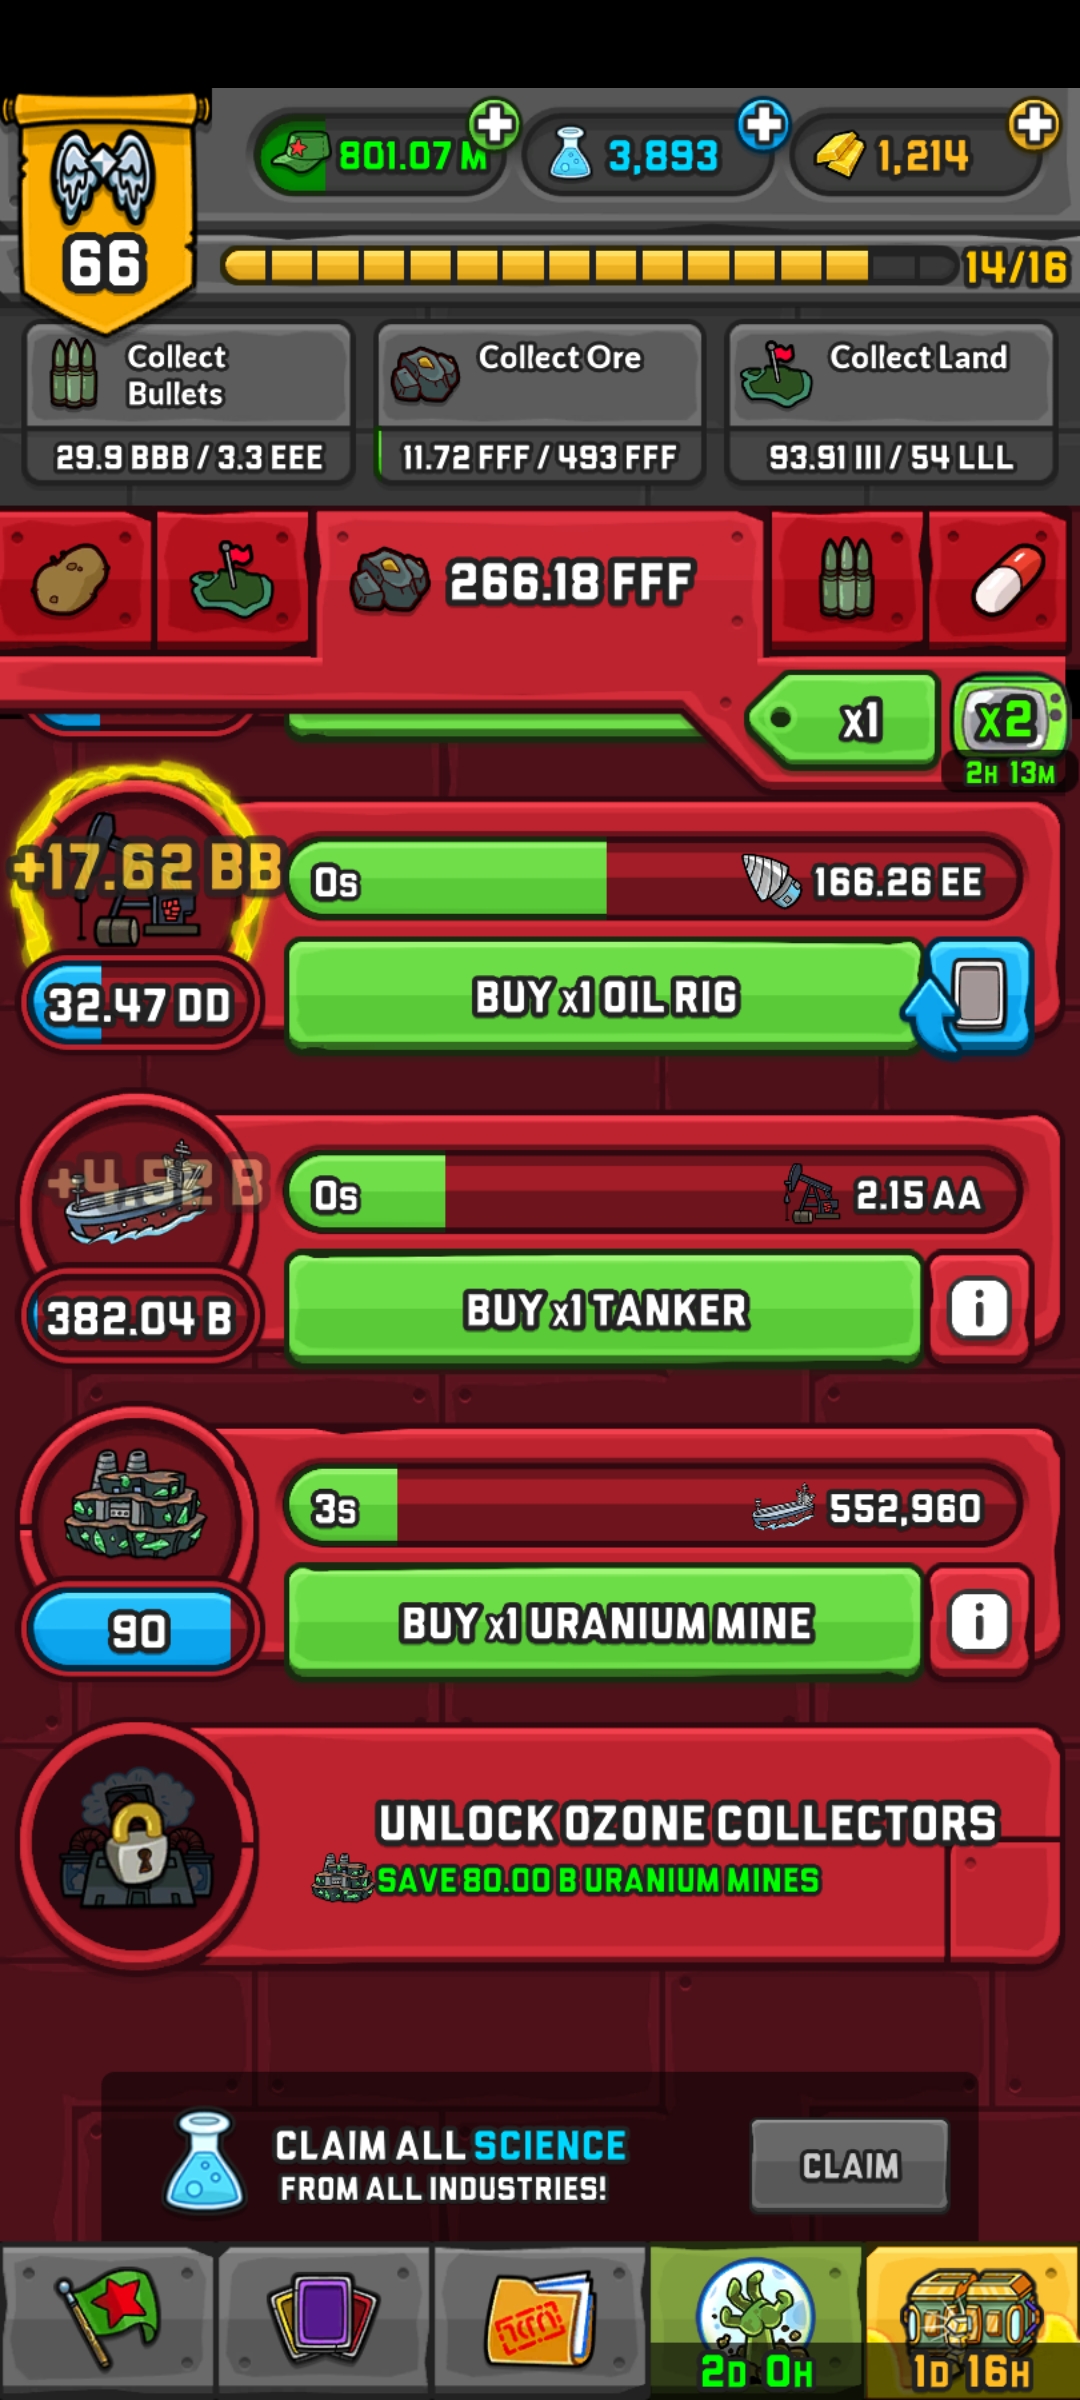 801.07 M
3,893
1,214
66
14/16
Collect
Bullets
29.9 BBB / 3.3 EEE
Collect Ore
11.72 FFF / 493 FFF
Collect Land
93.91 III / 54 LLL
266.18 FFF
x1
x2
2H 13M
+17.62 BB
0s
166.26 EE
32.47 DD
BUY x1 OIL RIG
+4.52 B
0s
2.15 AA
382.04 B
BUY x1 TANKER
i
3s
552,960
90
BUY x1 URANIUM MINE
i
UNLOCK OZONE COLLECTORS
SAVE 80.00 B URANIUM MINES
CLAIM ALL SCIENCE
FROM ALL INDUSTRIES!
CLAIM
2D 0H
1D 16H